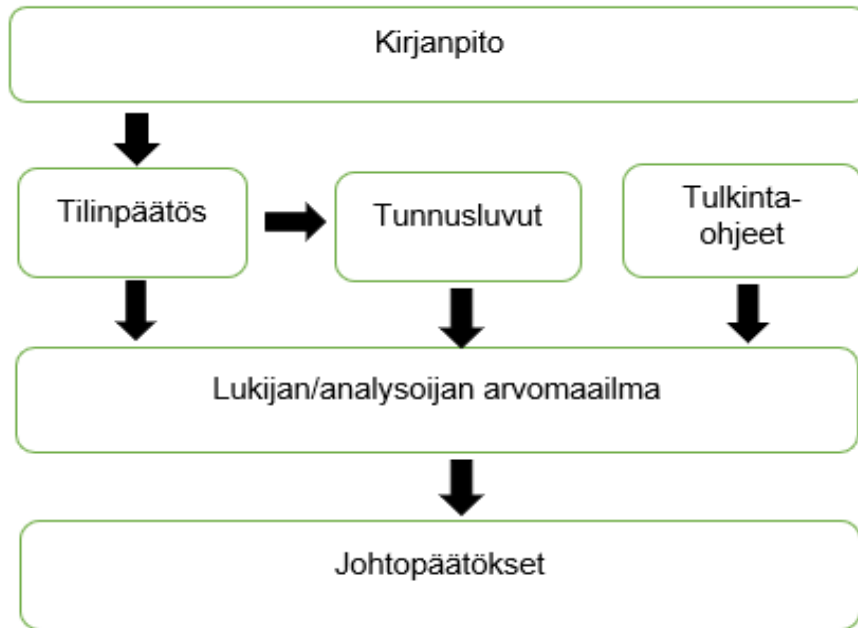 Kirjanpito
Tilinpäätös
Tunnusluvut
Tulkinta-
ohjeet
Lukijan/analysoijan arvomaailma
Johtopäätökset